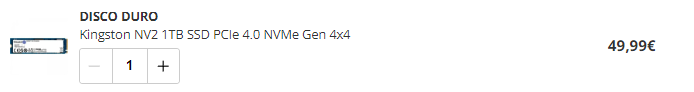 DISCO DURO
Kingston NV2 1TB SSD PCIe 4.0 NVMe Gen 4x4
49,99€
− 1 +